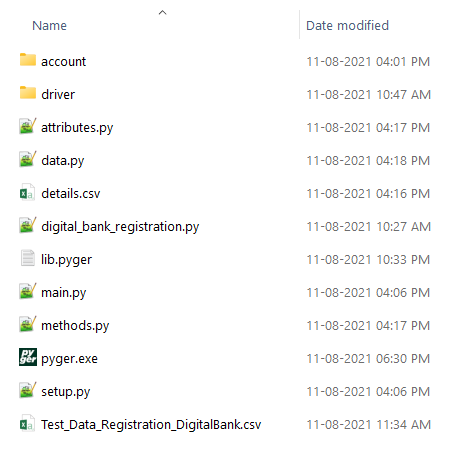 Name Date modified
account 11-08-2021 04:01 PM
driver 11-08-2021 10:47 AM
attributes.py 11-08-2021 04:17 PM
data.py 11-08-2021 04:18 PM
details.csv 11-08-2021 04:16 PM
digital_bank_registration.py 11-08-2021 10:27 AM
lib.pyger 11-08-2021 10:33 PM
main.py 11-08-2021 04:06 PM
methods.py 11-08-2021 04:17 PM
pyger.exe 11-08-2021 06:30 PM
setup.py 11-08-2021 04:06 PM
Test_Data_Registration_DigitalBank.csv 11-08-2021 11:34 AM